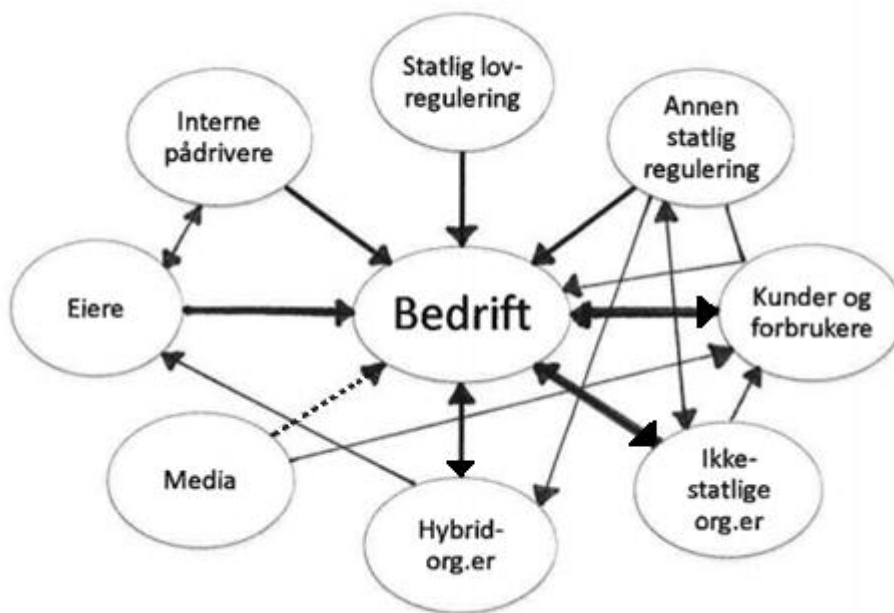 Statlig lov-
regulering
Interne
pådrivere
Annen
statlig
regulering
Eiere
Bedrift
Kunder og
forbrukere
Media
Hybrid-
org.er
Ikke-
statlige
org.er